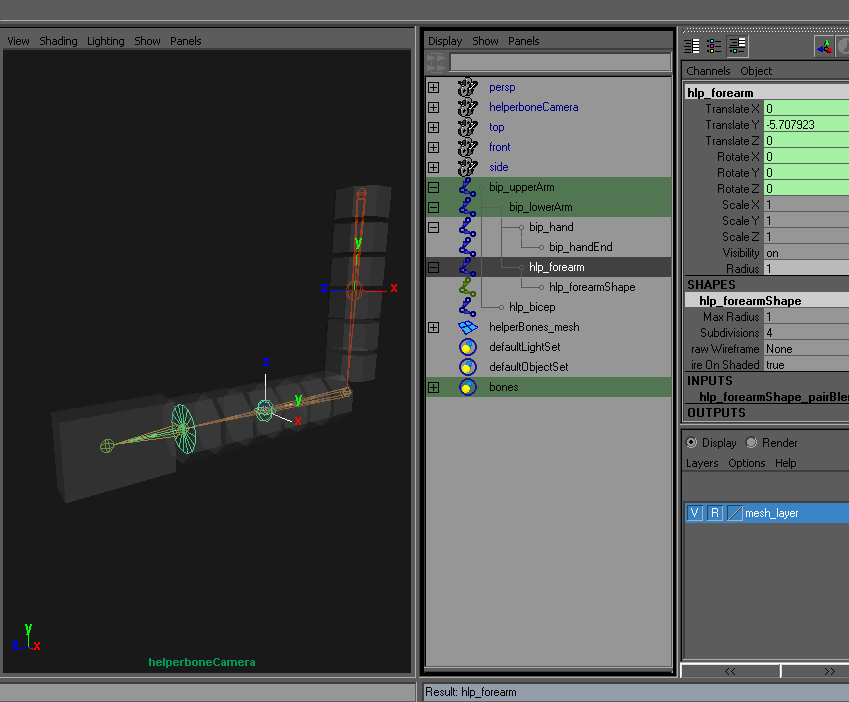 View Shading Lighting Show Panels
y
z
x
z
y
x
y
z
x
helperboneCamera
Display Show Panels
persp
helperboneCamera
top
front
side
bip_upperArm
bip_lowerArm
bip_hand
bip_handEnd
hlp_forearm
hlp_forearmShape
hlp_bicep
helperBones_mesh
defaultLightSet
defaultObjectSet
bones
Result: hlp_forearm
Channels Object
hlp_forearm
Translate X 0
Translate Y -5.707923
Translate Z 0
Rotate X 0
Rotate Y 0
Rotate Z 0
Scale X 1
Scale Y 1
Scale Z 1
Visibility on
Radius 1
SHAPES
hlp_forearmShape
Max Radius 1
Subdivisions 4
raw Wireframe None
ire On Shaded true
INPUTS
hlp_forearmShape_pairBle
OUTPUTS
Display Render
Layers Options Help
V R mesh_layer
<< >>